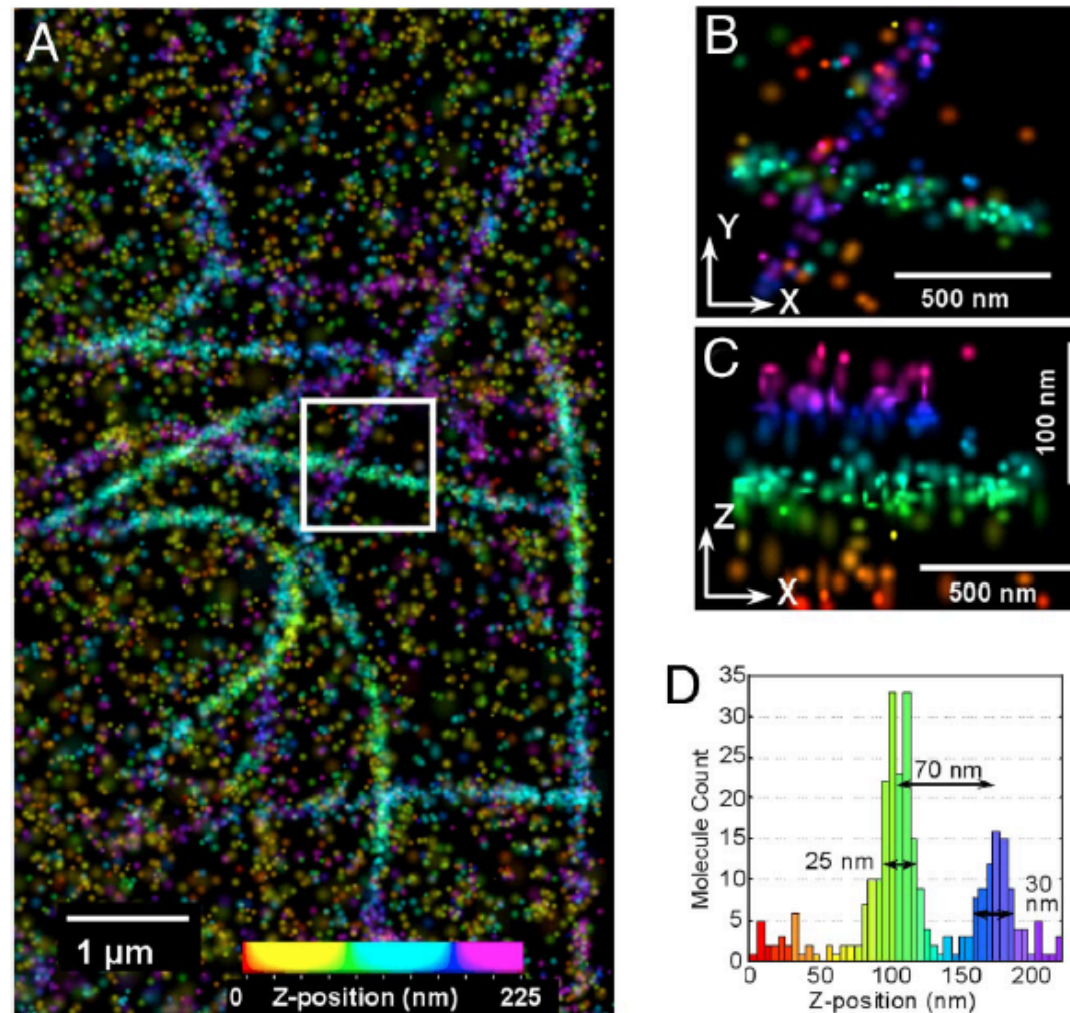 A
1 µm
0 Z-position (nm) 225
B
Y
X
500 nm
C
100 nm
Z
X
500 nm
D
35
30
25
20
15
10
5
0
Molecule Count
70 nm
25 nm
30
nm
0 50 100 150 200
Z-position (nm)